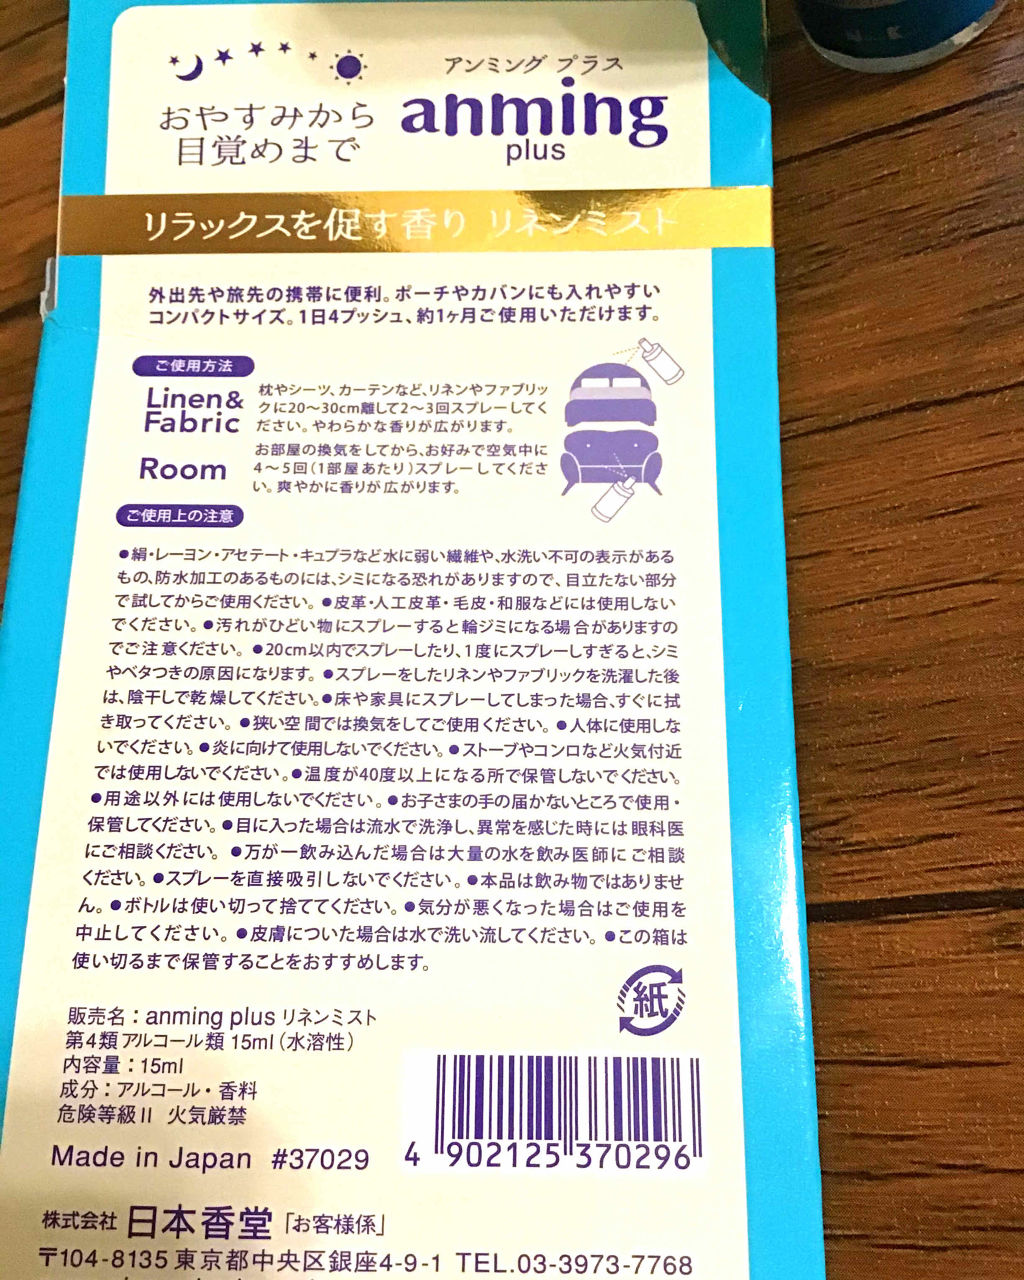 アンミング プラス
おやすみから
目覚めまで
anming
plus
リラックスを促す香り リネンミスト
外出先や旅先の携帯に便利。ポーチやカバンにも入れやすい
コンパクトサイズ。1日4プッシュ、約1ヶ月ご使用いただけます。
ご使用方法
Linen&
Fabric
枕やシーツ、カーテンなど、リネンやファブリッ
クに20〜30cm離して2〜3回スプレーしてく
ださい。やわらかな香りが広がります。
Room
お部屋の換気をしてから、お好みで空気中に
4〜5回(1部屋あたり)スプレーしてくださ
い。爽やかに香りが広がります。
ご使用上の注意
●絹・レーヨン・アセテート・キュプラなど水に弱い繊維や、水洗い不可の表示がある
もの、防水加工のあるものには、シミになる恐れがありますので、目立たない部分
で試してからご使用ください。●皮革・人工皮革・毛皮・和服などには使用しない
でください。●汚れがひどい物にスプレーすると輪ジミになる場合がありますの
でご注意ください。●20cm以内でスプレーしたり、1度にスプレーしすぎると、シミ
やベタつきの原因になります。●スプレーをしたリネンやファブリックを洗濯した後
は、陰干しで乾燥してください。●床や家具にスプレーしてしまった場合、すぐに拭
き取ってください。●狭い空間では換気をしてご使用ください。●人体に使用しな
いでください。●炎に向けて使用しないでください。●ストーブやコンロなど火気付近
では使用しないでください。●温度が40度以上になる所で保管しないでください。
●用途以外には使用しないでください。●お子さまの手の届かないところで使用・
保管してください。●目に入った場合は流水で洗浄し、異常を感じた時には眼科医
にご相談ください。●万が一飲み込んだ場合は大量の水を飲み医師にご相談
ください。●スプレーを直接吸引しないでください。●本品は飲み物ではありませ
ん。●ボトルは使い切って捨ててください。●気分が悪くなった場合はご使用を
中止してください。●皮膚についた場合は水で洗い流してください。●この箱は
使い切るまで保管することをおすすめします。
紙
販売名：anming plus リネンミスト
第4類アルコール類 15ml(水溶性)
内容量：15ml
成分：アルコール・香料
危険等級II 火気厳禁
Made in Japan #37029
4 902125 370296
株式会社 日本香堂「お客様係」
〒104-8135 東京都中央区銀座4-9-1 TEL.03-3973-7768